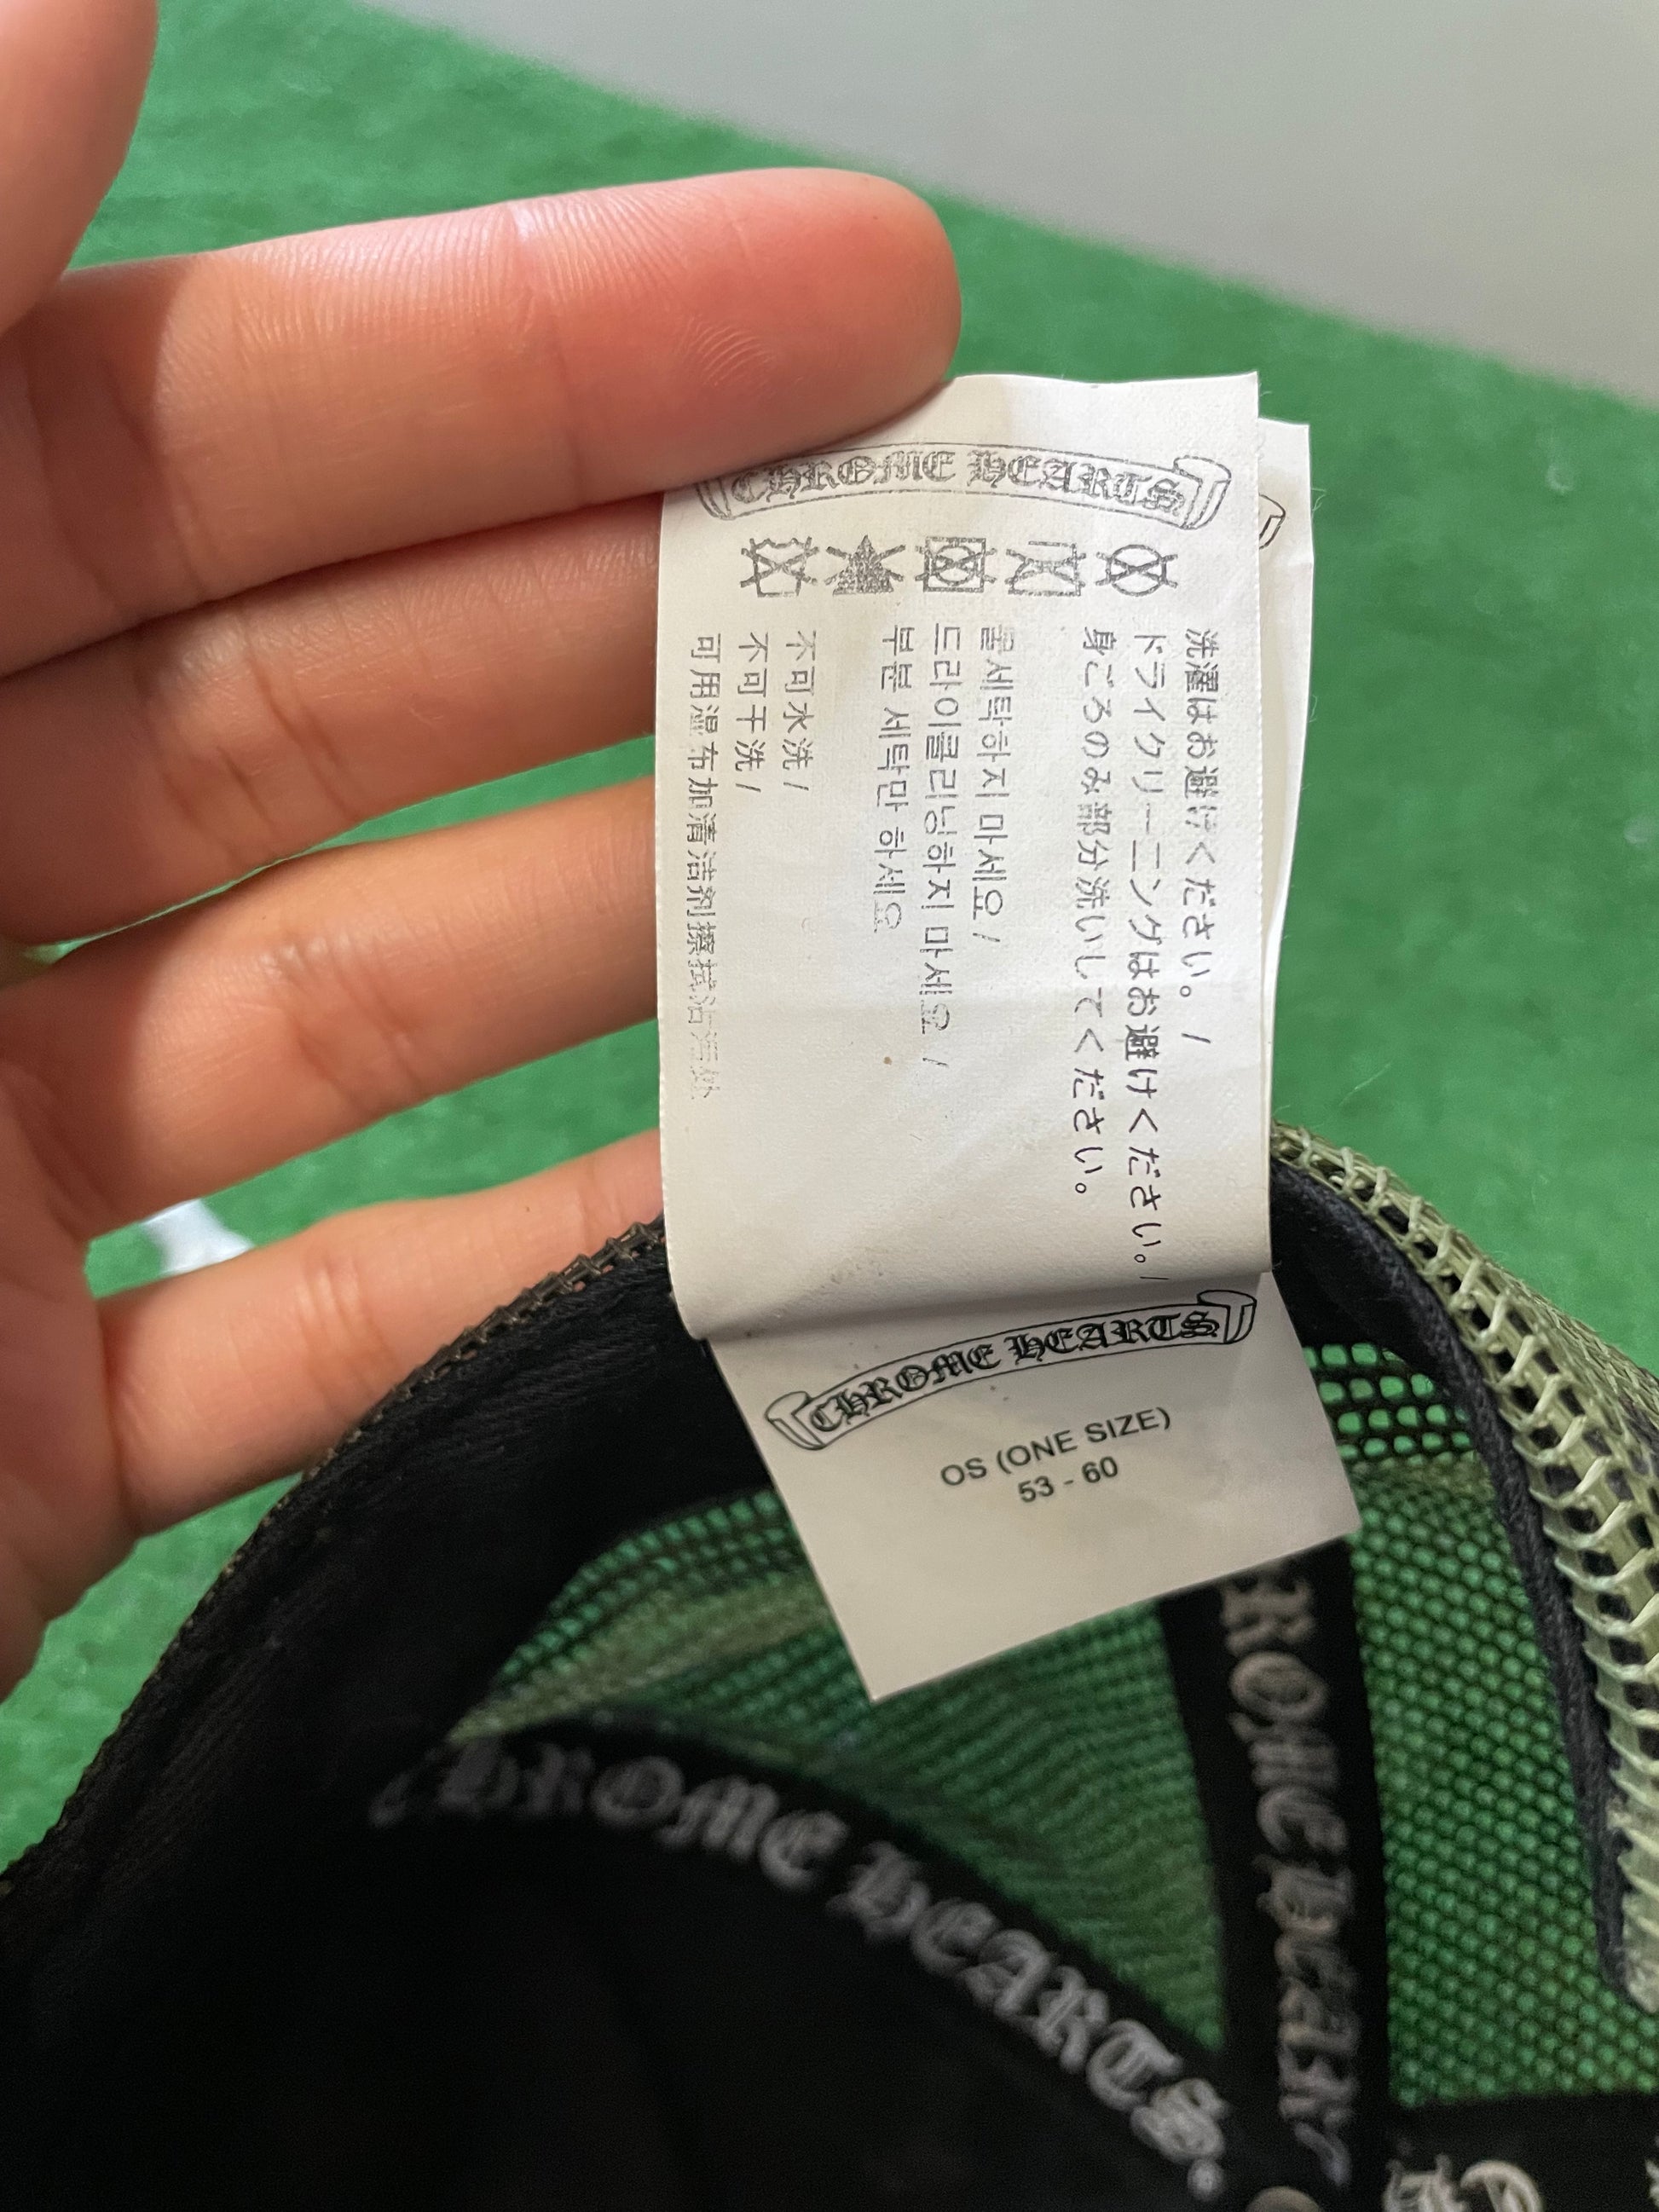 CHROME HEARTS
洗濯はお避けください。/
ドライクリーニングはお避けください。/
身ごろのみ部分洗いしてください。
물세탁하지 마세요 /
드라이클리닝하지 마세요 /
부분 세탁만 하세요
不可水洗 /
不可干洗 /
可用湿布加清洁剂擦拭沾污处
CHROME HEARTS
OS (ONE SIZE)
53 - 60
CHROME HEARTS
CHROME HEARTS